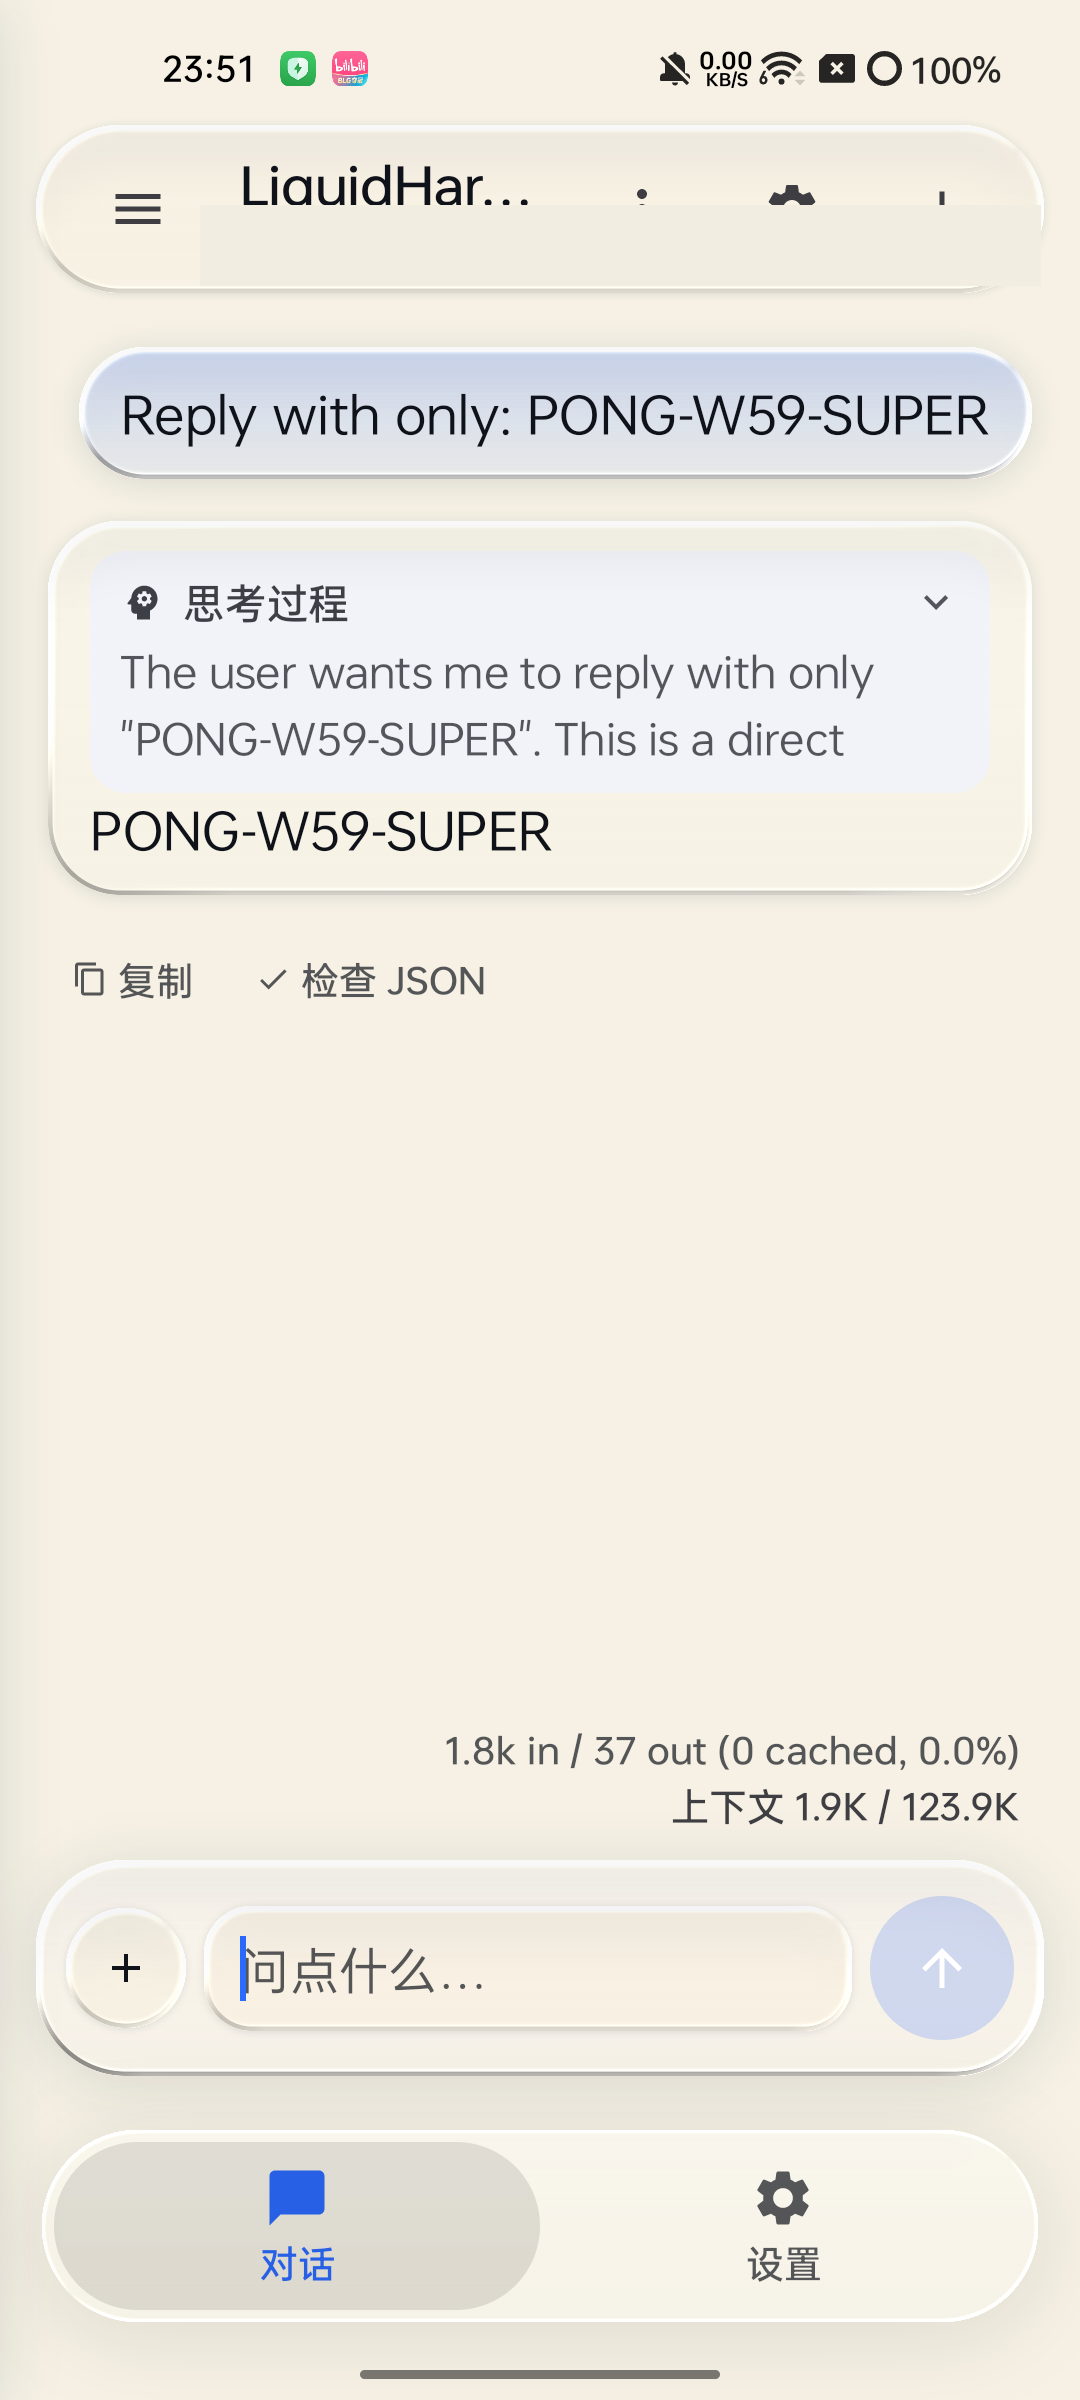 23:51
0.00
KB/S
6
100%
LiquidHar...
Reply with only: PONG-W59-SUPER
思考过程
The user wants me to reply with only
"PONG-W59-SUPER". This is a direct
PONG-W59-SUPER
复制
检查 JSON
1.8k in / 37 out (0 cached, 0.0%)
上下文 1.9K / 123.9K
问点什么...
对话
设置